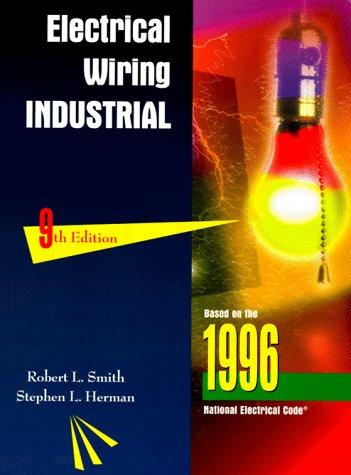 Electrical
Wiring
INDUSTRIAL
9th Edition
Based on the
1996
National Electrical Code®
Robert L. Smith
Stephen L. Herman